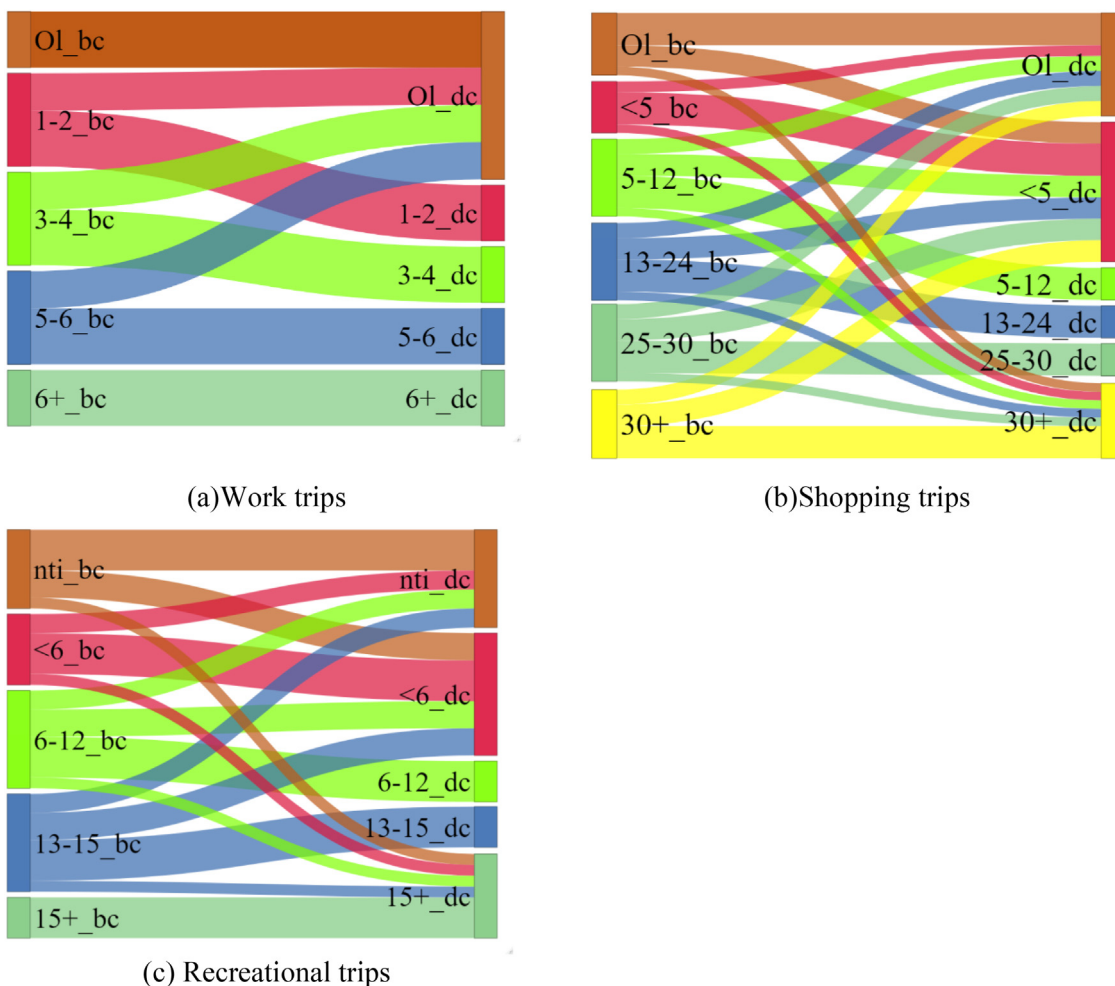 Ol_bc
1-2_bc
3-4_bc
5-6_bc
6+_bc
Ol_dc
1-2_dc
3-4_dc
5-6_dc
6+_dc
(a)Work trips
Ol_bc
<5_bc
5-12_bc
13-24_bc
25-30_bc
30+_bc
Ol_dc
<5_dc
5-12_dc
13-24_dc
25-30_dc
30+_dc
(b)Shopping trips
nti_bc
<6_bc
6-12_bc
13-15_bc
15+_bc
nti_dc
<6_dc
6-12_dc
13-15_dc
15+_dc
(c) Recreational trips